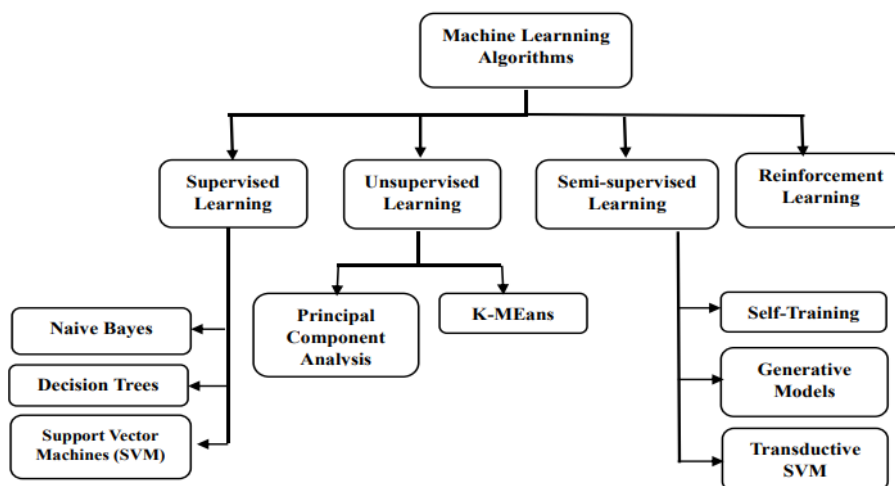 Machine Learnning
Algorithms
Supervised
Learning
Unsupervised
Learning
Semi-supervised
Learning
Reinforcement
Learning
Naive Bayes
Decision Trees
Support Vector
Machines (SVM)
Principal
Component
Analysis
K-MEans
Self-Training
Generative
Models
Transductive
SVM